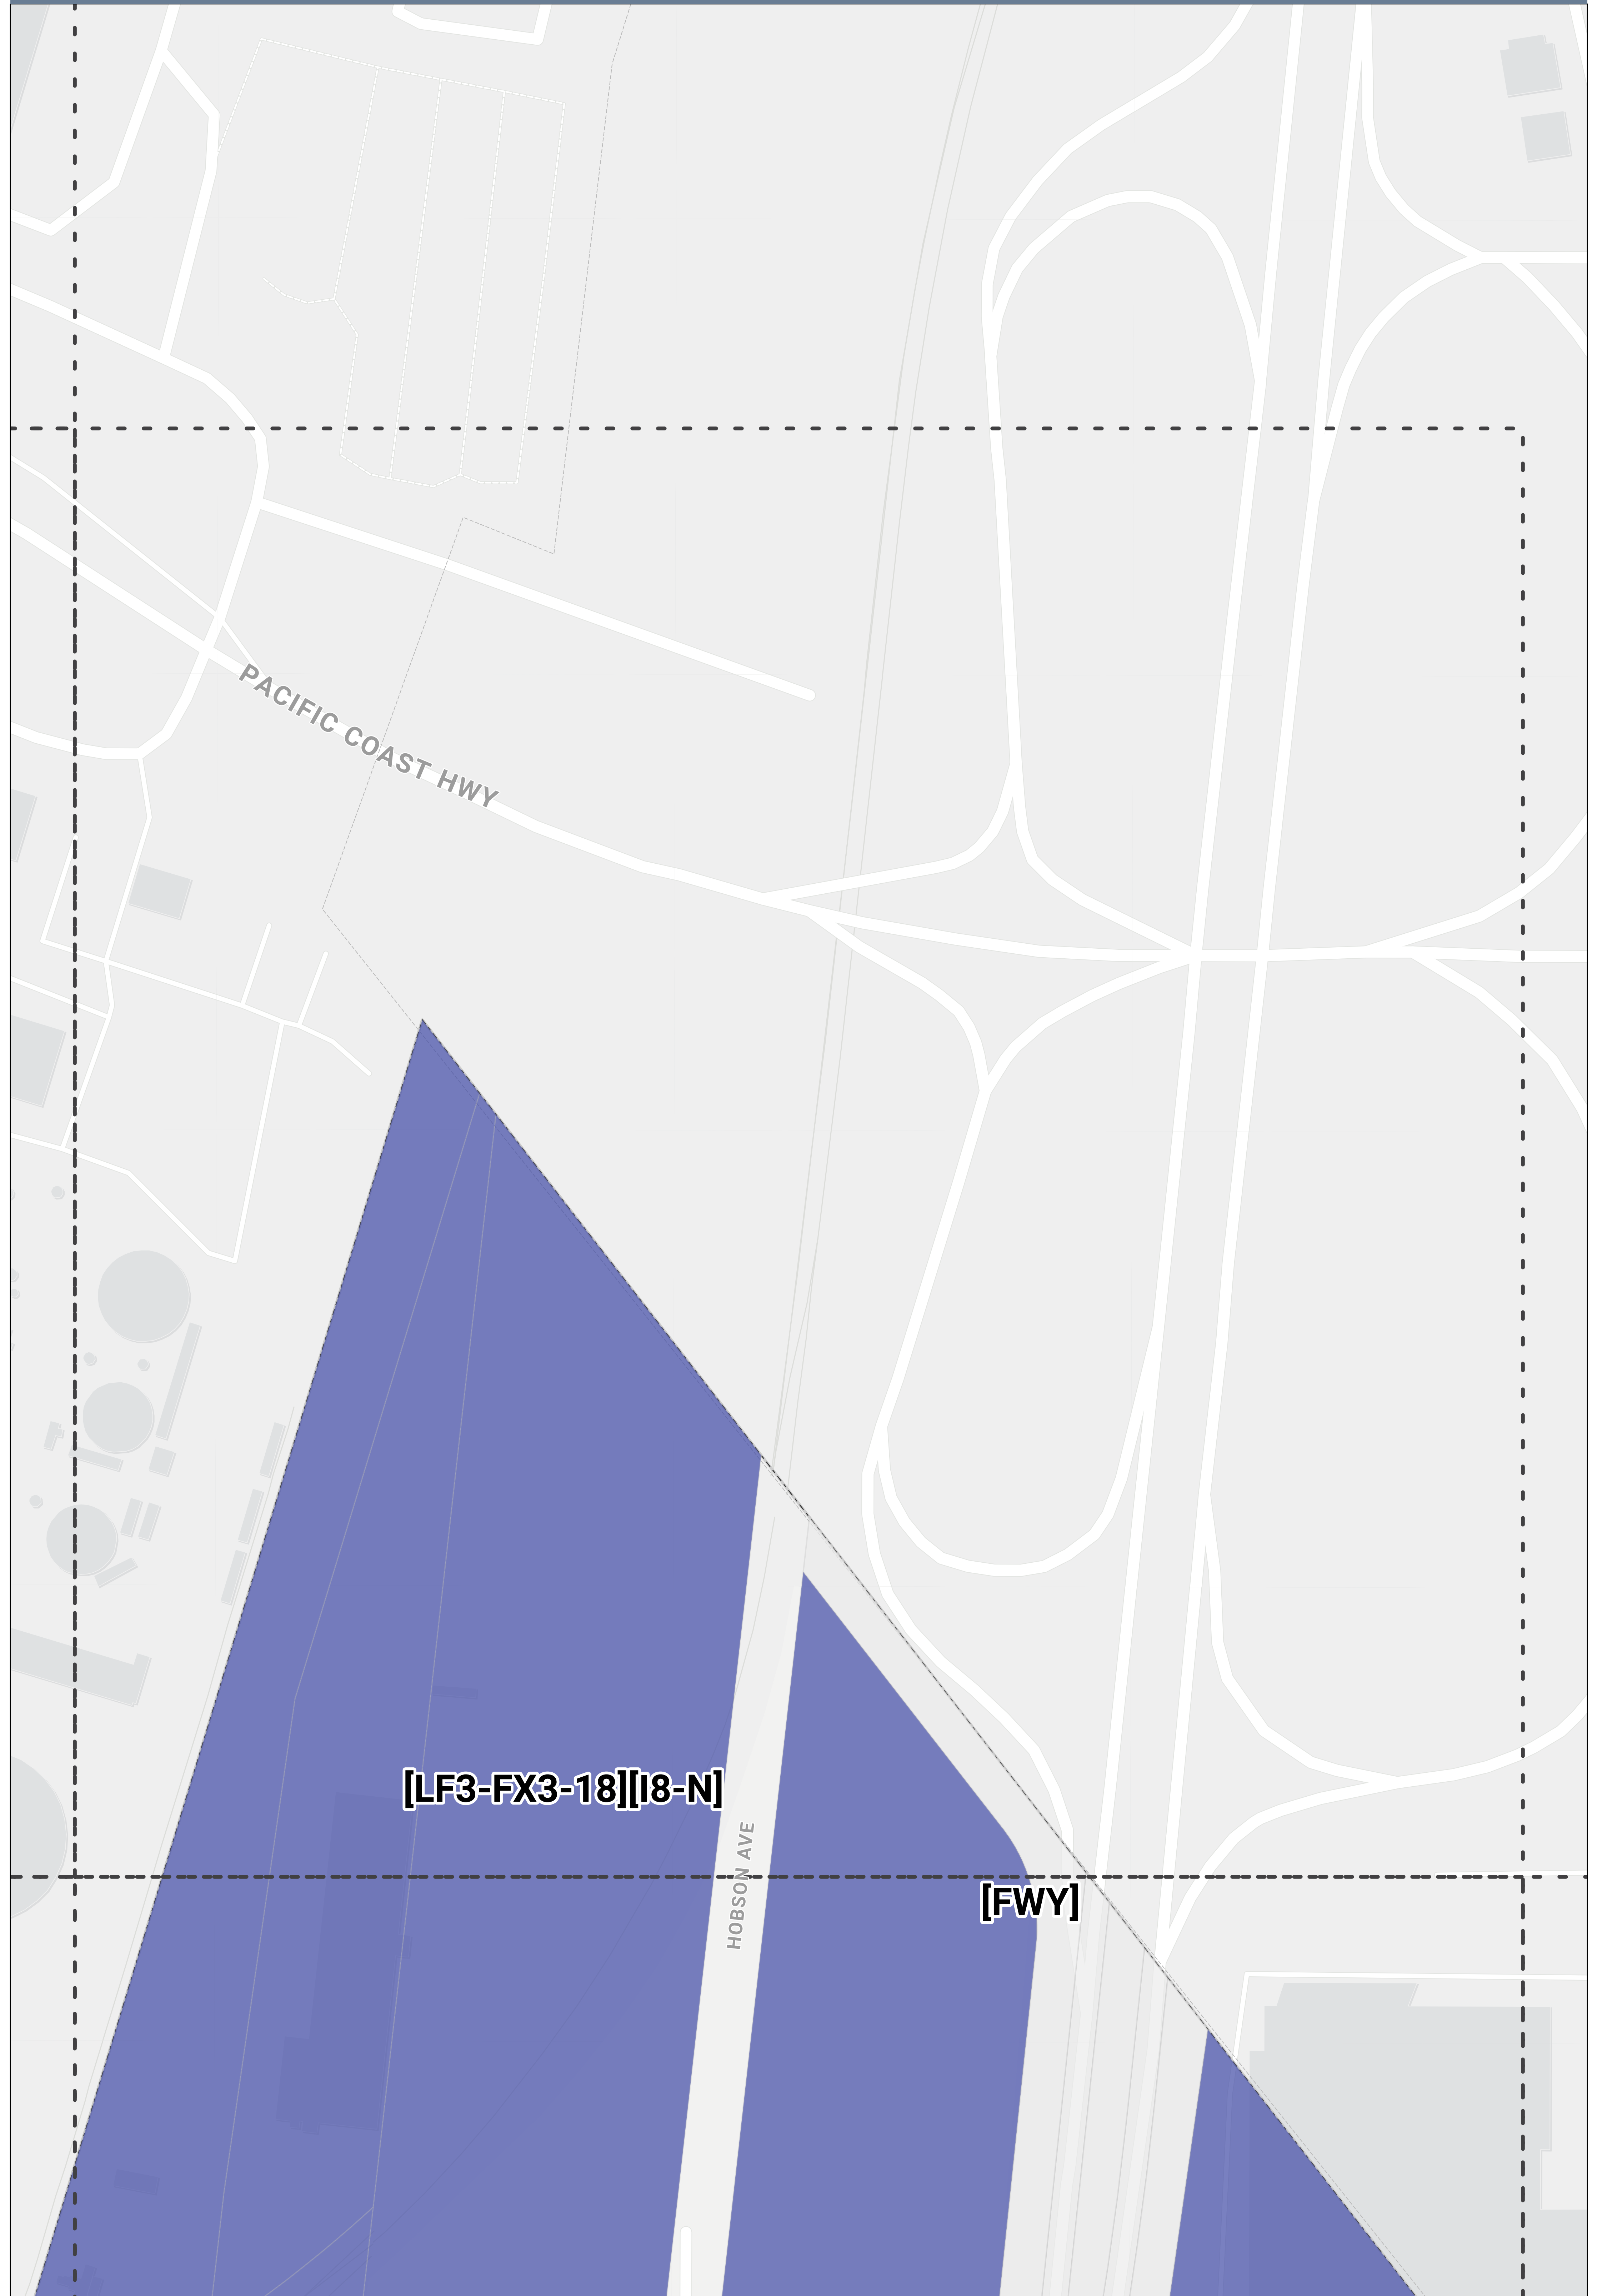 PACIFIC COAST HWY
[LF3-FX3-18][I8-N]
HOBSON AVE
[FWY]